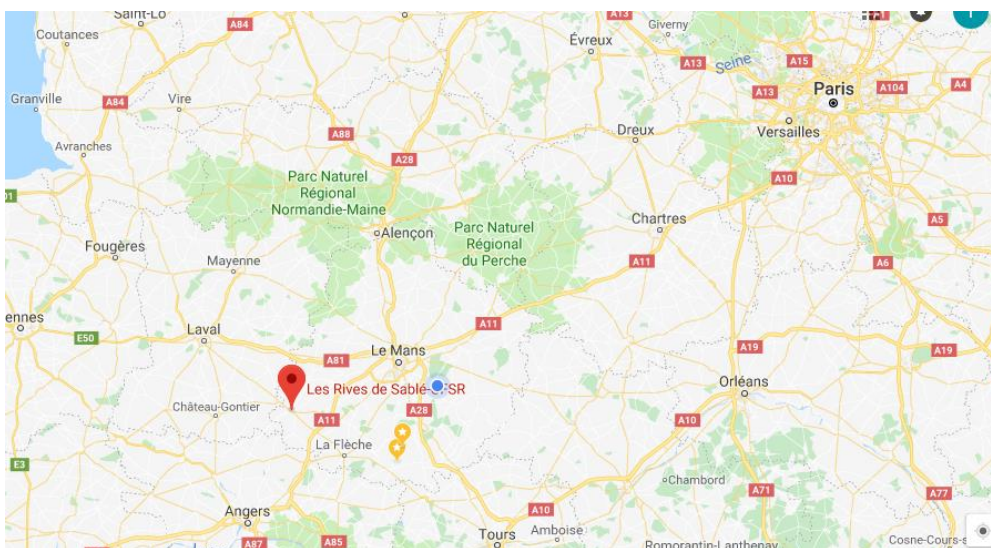 Saint-Lô
A84
A13
Giverny
Coutances
Évreux
A13
Seine
A15
Paris
A104
A4
Granville
A84
Vire
A13
Dreux
Versailles
A88
Avranches
A28
Parc Naturel
Régional
Normandie-Maine
A10
Alençon
Parc Naturel
Régional
du Perche
Chartres
A5
Fougères
Mayenne
A11
A6
ennes
Laval
A11
E50
Le Mans
A81
A19
A19
Les Rives de Sablé
SR
Orléans
Château-Gontier
A28
A11
A10
La Flèche
E3
Chambord
A71
A77
Angers
A10
Tours
Amboise
A87
A85
Romorantin-Lanthenay
Cosne-Cours-s